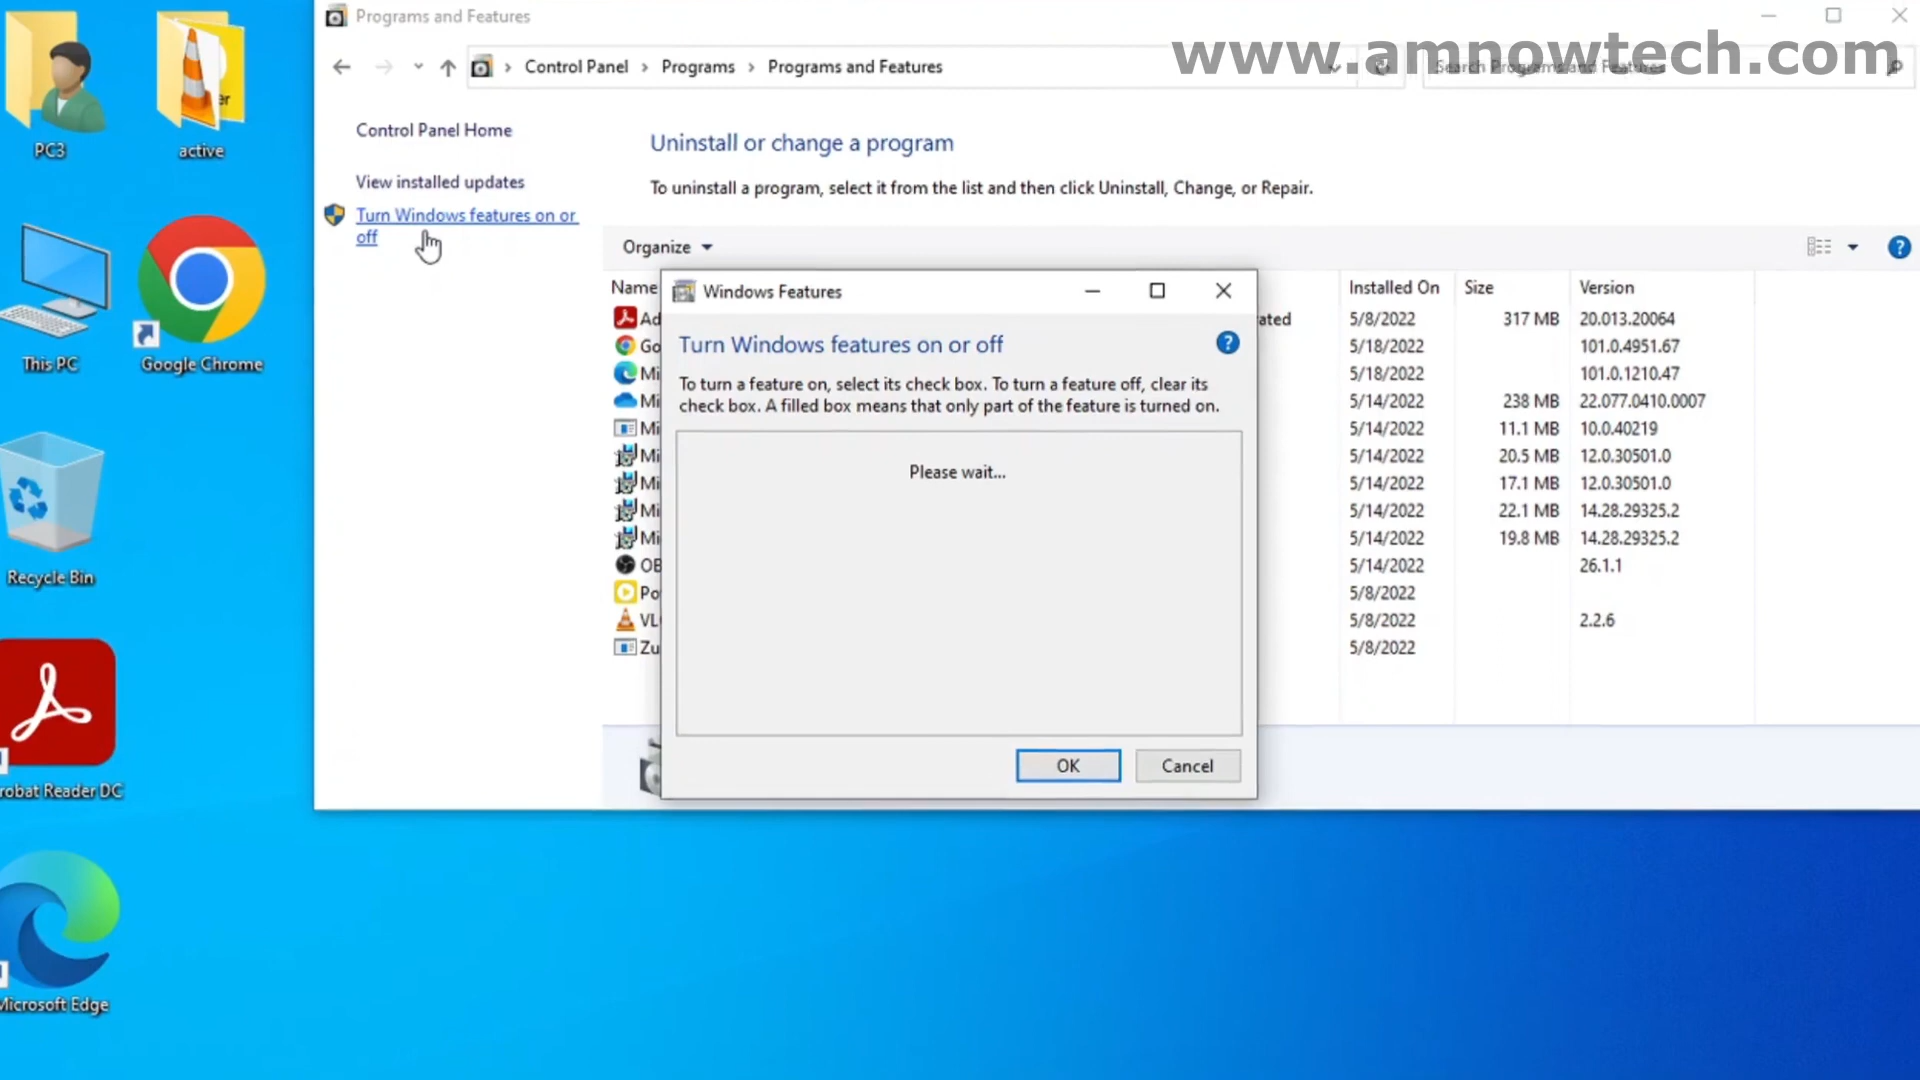 Programs and Features
www.amnowtech.com
Control Panel > Programs > Programs and Features
Search Programs and Features
Control Panel Home
View installed updates
Turn Windows features on or
off
Uninstall or change a program
To uninstall a program, select it from the list and then click Uninstall, Change, or Repair.
Organize
Name Installed On Size Version
Ad ated 5/8/2022 317 MB 20.013.20064
Go 5/18/2022 101.0.4951.67
Mi 5/18/2022 101.0.1210.47
Mi 5/14/2022 238 MB 22.077.0410.0007
Mi 5/14/2022 11.1 MB 10.0.40219
Mi 5/14/2022 20.5 MB 12.0.30501.0
Mi 5/14/2022 17.1 MB 12.0.30501.0
Mi 5/14/2022 22.1 MB 14.28.29325.2
Mi 5/14/2022 19.8 MB 14.28.29325.2
OB 5/14/2022 26.1.1
Po 5/8/2022
VL 5/8/2022 2.2.6
Zu 5/8/2022
Windows Features
Turn Windows features on or off
To turn a feature on, select its check box. To turn a feature off, clear its
check box. A filled box means that only part of the feature is turned on.
Please wait...
OK Cancel
PC3
active
er
This PC
Google Chrome
Recycle Bin
robat Reader DC
Microsoft Edge